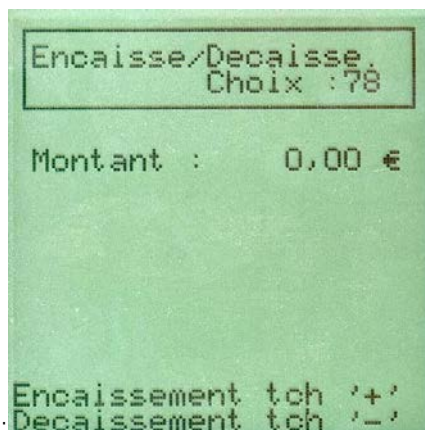 Encaisse/Decaisse.
Choix :78
Montant : 0,00 €
Encaissement tch '+'
Decaissement tch '-'